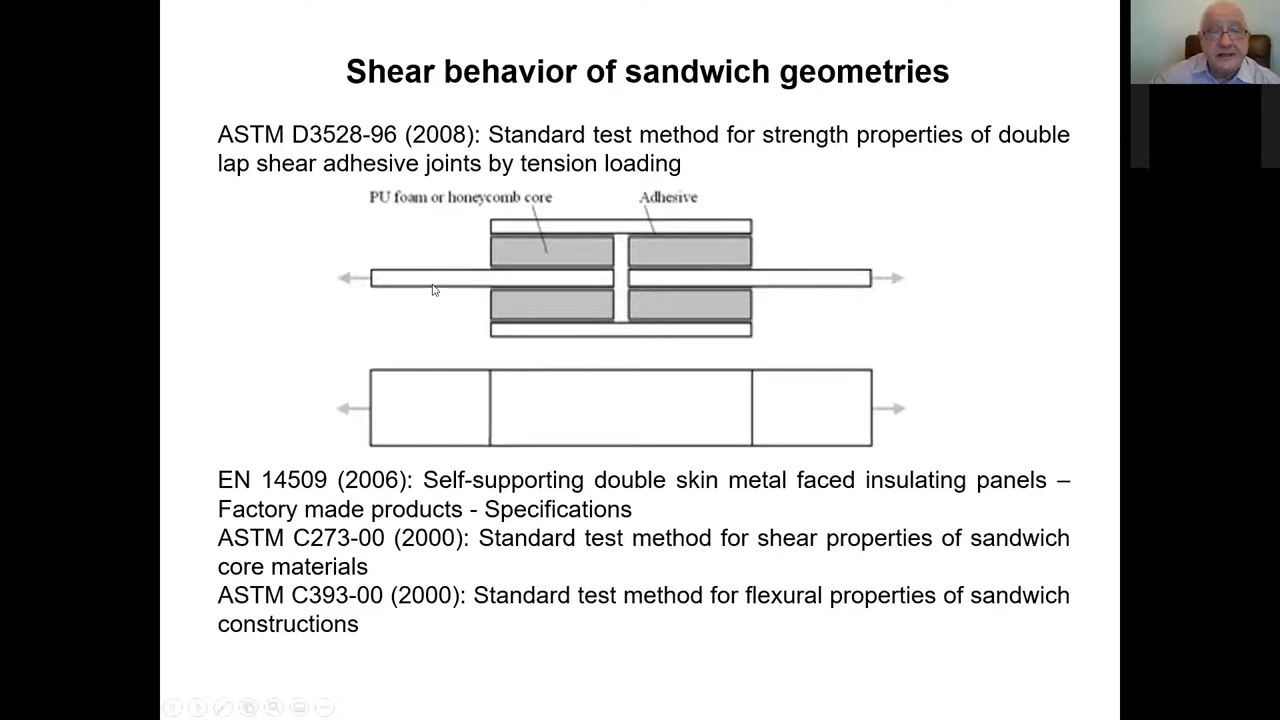 Shear behavior of sandwich geometries
ASTM D3528-96 (2008): Standard test method for strength properties of double
lap shear adhesive joints by tension loading
PU foam or honeycomb core
Adhesive
EN 14509 (2006): Self-supporting double skin metal faced insulating panels –
Factory made products - Specifications
ASTM C273-00 (2000): Standard test method for shear properties of sandwich
core materials
ASTM C393-00 (2000): Standard test method for flexural properties of sandwich
constructions